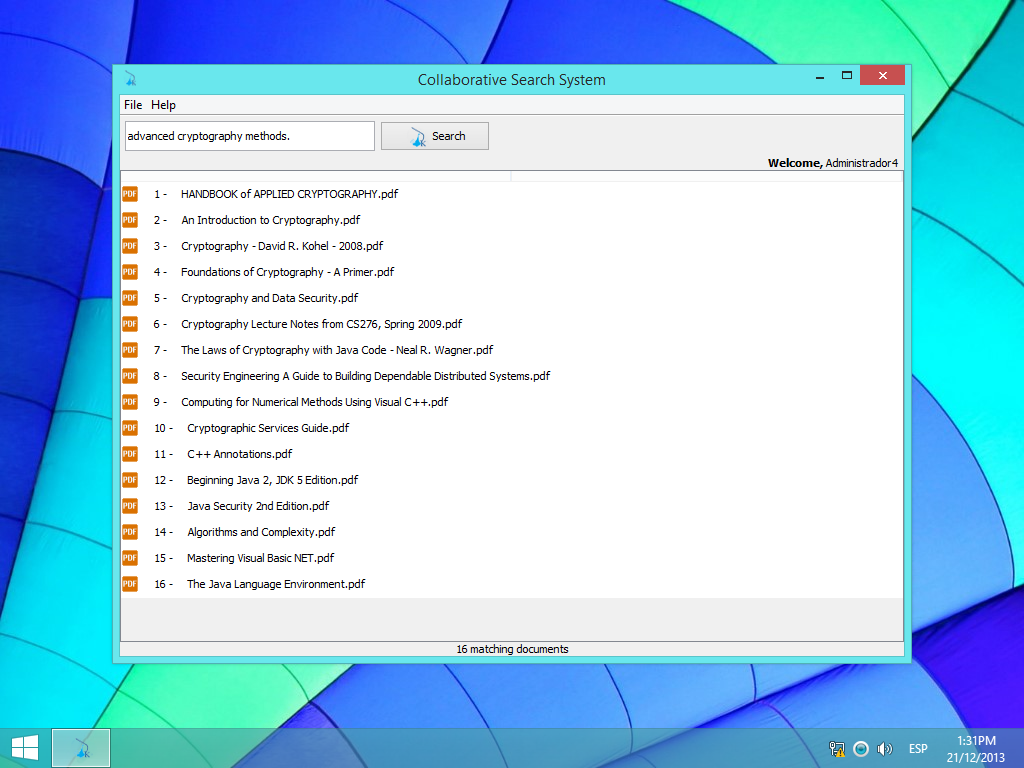 Collaborative Search System
File Help
advanced cryptography methods.
Search
Welcome, Administrador4
PDF 1 - HANDBOOK of APPLIED CRYPTOGRAPHY.pdf
PDF 2 - An Introduction to Cryptography.pdf
PDF 3 - Cryptography - David R. Kohel - 2008.pdf
PDF 4 - Foundations of Cryptography - A Primer.pdf
PDF 5 - Cryptography and Data Security.pdf
PDF 6 - Cryptography Lecture Notes from CS276, Spring 2009.pdf
PDF 7 - The Laws of Cryptography with Java Code - Neal R. Wagner.pdf
PDF 8 - Security Engineering A Guide to Building Dependable Distributed Systems.pdf
PDF 9 - Computing for Numerical Methods Using Visual C++.pdf
PDF 10 - Cryptographic Services Guide.pdf
PDF 11 - C++ Annotations.pdf
PDF 12 - Beginning Java 2, JDK 5 Edition.pdf
PDF 13 - Java Security 2nd Edition.pdf
PDF 14 - Algorithms and Complexity.pdf
PDF 15 - Mastering Visual Basic NET.pdf
PDF 16 - The Java Language Environment.pdf
16 matching documents
ESP
1:31PM
21/12/2013